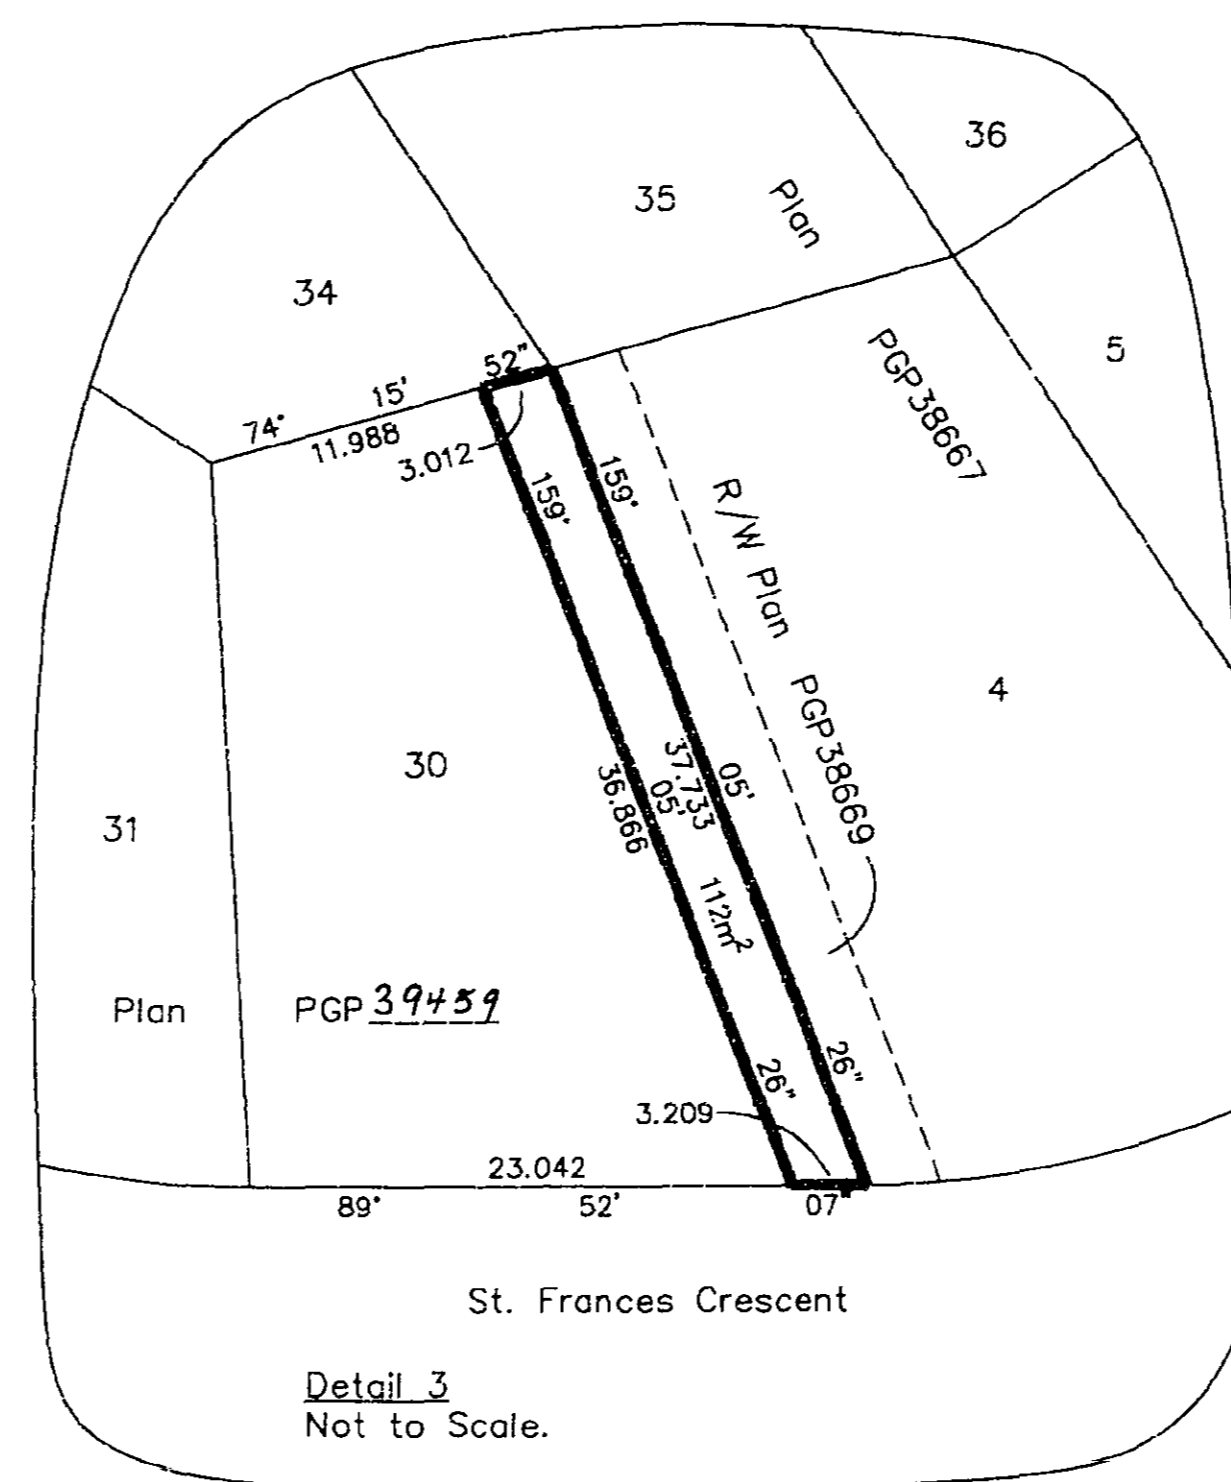 36
35
Plan
34
5
52"
15'
74°
11.988
3.012
PGP38667
159°
159°
R/W Plan PGP38669
4
30
31
37.733
05'
36.866
05'
112m²
Plan
PGP 39459
26"
26"
3.209
23.042
89°
52'
07"
St. Frances Crescent
Detail 3
Not to Scale.